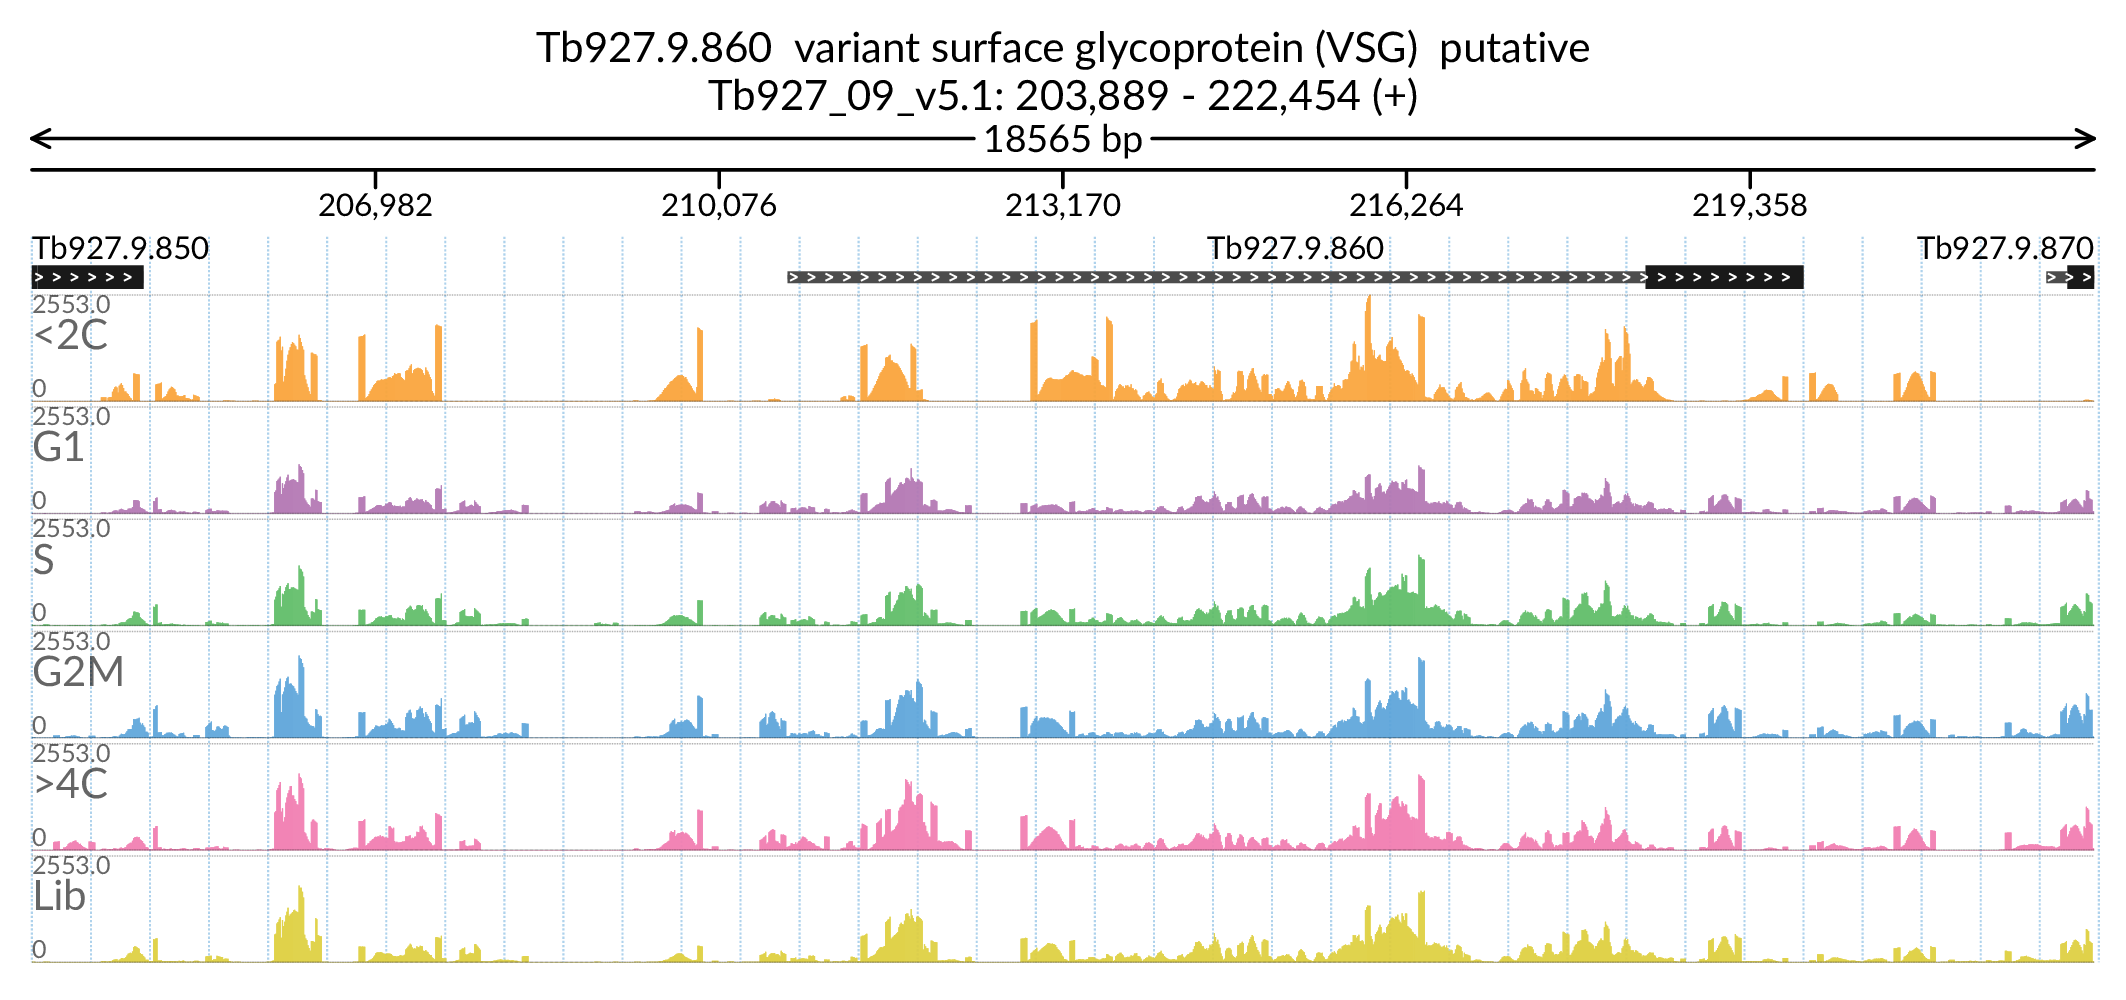 Tb927.9.860  variant surface glycoprotein (VSG)  putative
Tb927_09_v5.1: 203,889 - 222,454 (+)
18565 bp
206,982 210,076 213,170 216,264 219,358
Tb927.9.850 Tb927.9.860 Tb927.9.870
2553.0
<2C
0
2553.0
G1
0
2553.0
S
0
2553.0
G2M
0
2553.0
>4C
0
2553.0
Lib
0